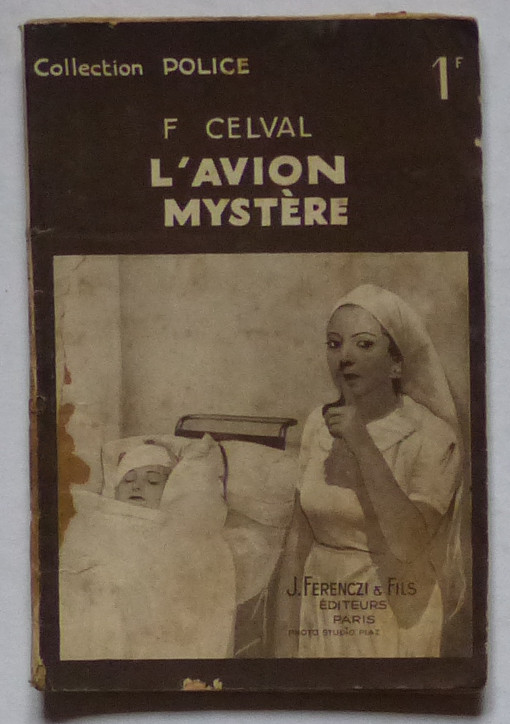 Collection POLICE
1F
F CELVAL
L'AVION
MYSTÈRE
J. FERENCZI & FILS
ÉDITEURS
PARIS
PHOTO STUDIO PIAZ